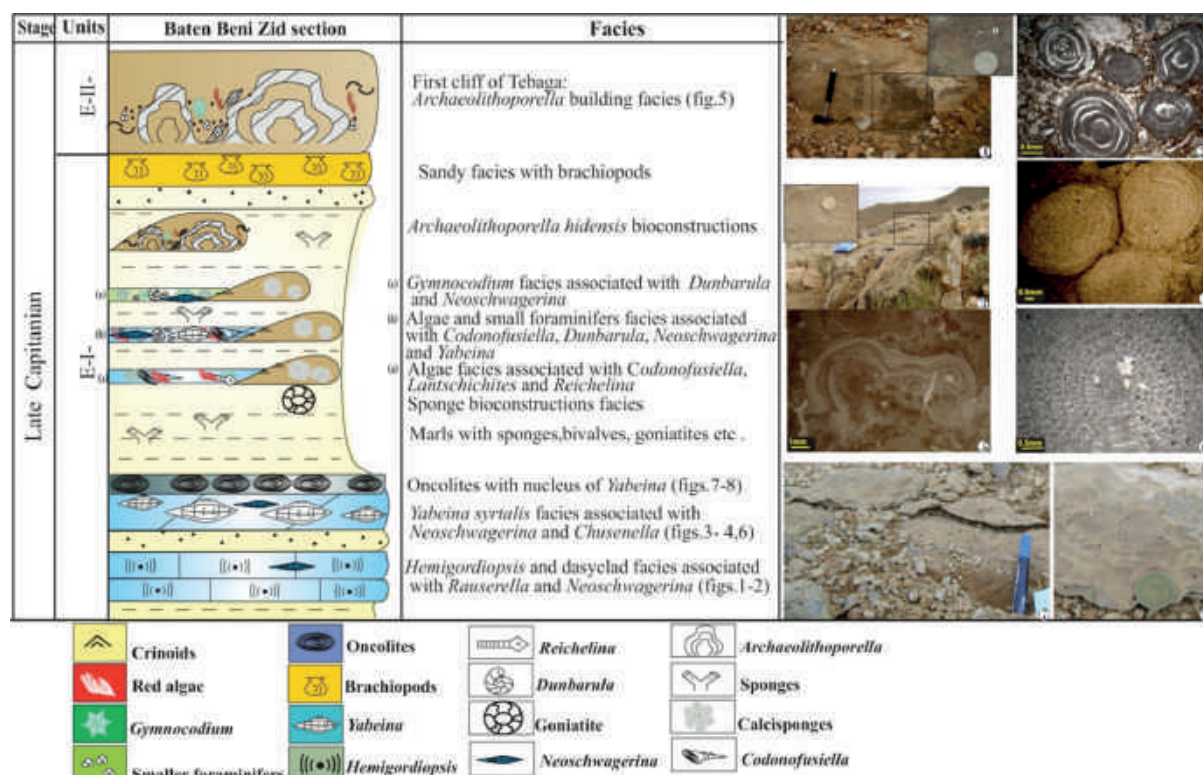 Stage Units Baten Beni Zid section Facies
Late Capitanian
E-II-
E-I-
First cliff of Tebaga:
Archaeolithoporella building facies (fig.5)
Sandy facies with brachiopods
Archaeolithoporella hidensis bioconstructions
Gymnocodium facies associated with Dunbarula
and Neoschwagerina
Algae and small foraminifers facies associated
with Codonofusiella, Dunbarula, Neoschwagerina
and Yabeina
Algae facies associated with Codonofusiella,
Lantschichites and Reichelina
Sponge bioconstructions facies
Marls with sponges,bivalves, goniatites etc .
Oncolites with nucleus of Yabeina (figs.7-8)
Yabeina syrtalis facies associated with
Neoschwagerina and Chusenella (figs.3- 4,6)
Hemigordiopsis and dasyclad facies associated
with Rauserella and Neoschwagerina (figs.1-2)
0.5mm
1mm
0.5mm
Crinoids
Oncolites
Reichelina
Archaeolithoporella
Red algae
Brachiopods
Dunbarula
Sponges
Gymnocodium
Yabeina
Goniatite
Calcisponges
Smaller foraminifers
Hemigordiopsis
Neoschwagerina
Codonofusiella